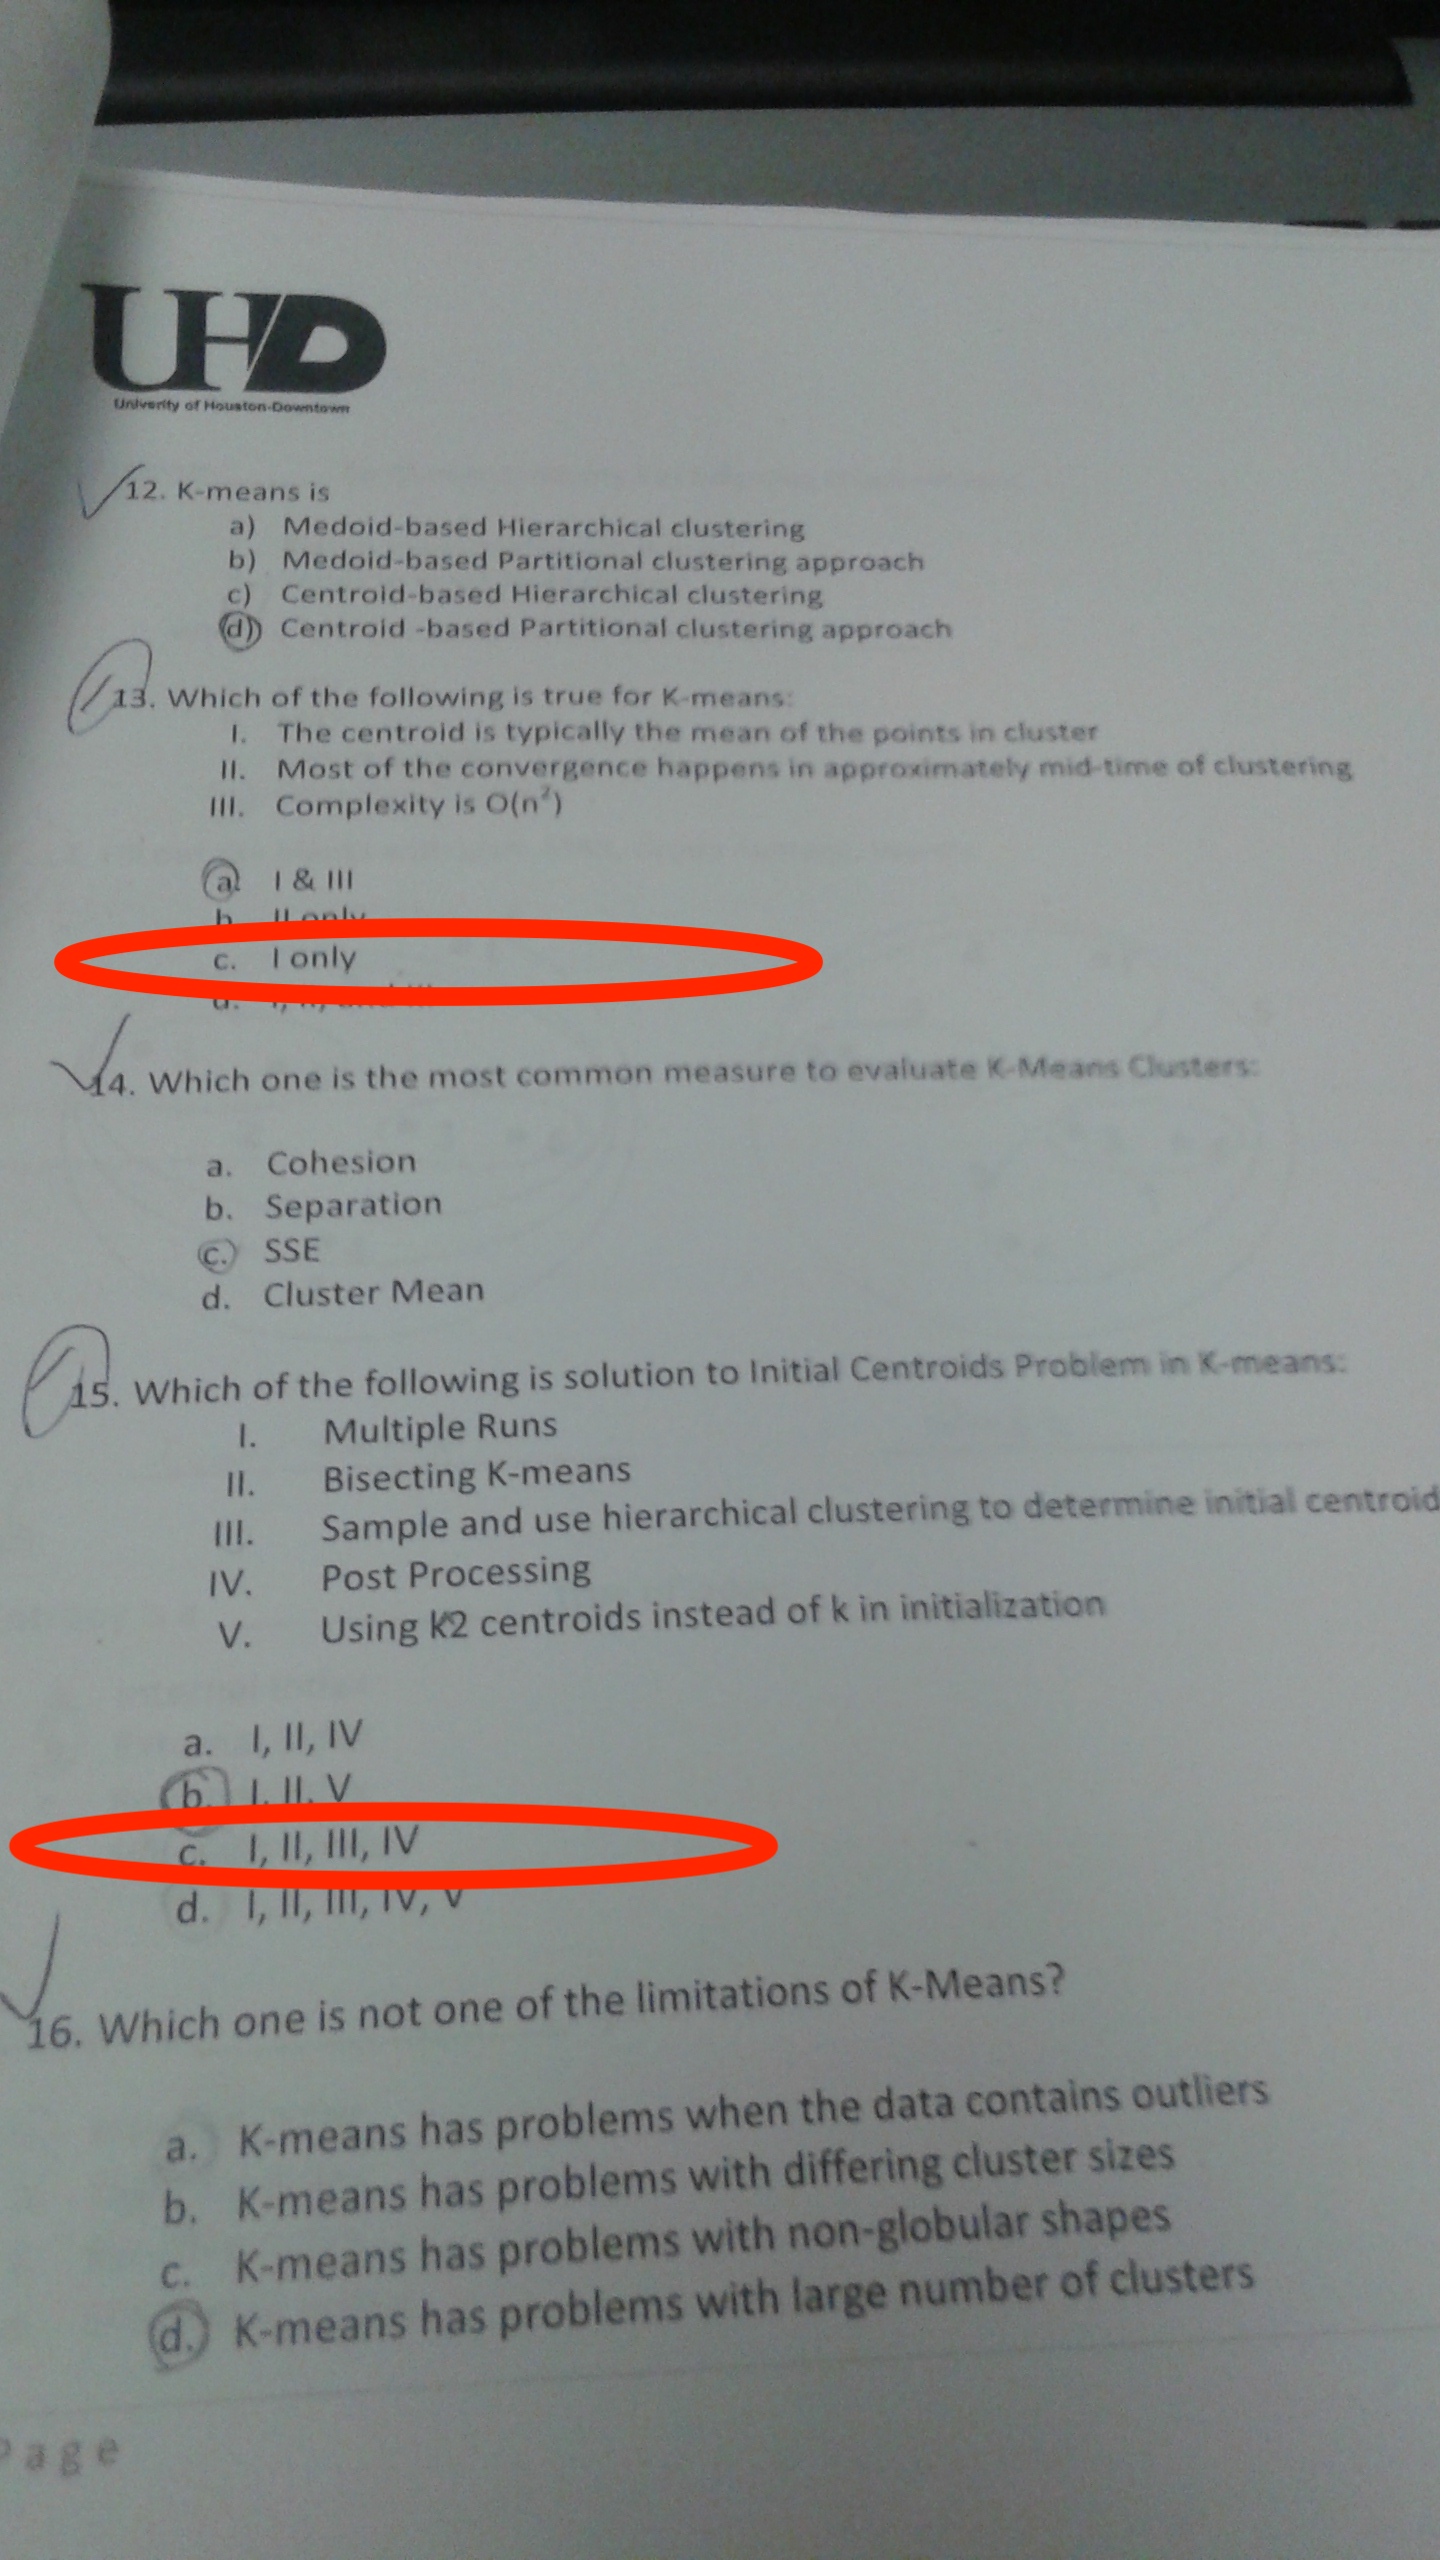 UHD
Univerity of Houston-Downtown
12. K-means is
a) Medoid-based Hierarchical clustering
b) Medoid-based Partitional clustering approach
c) Centroid-based Hierarchical clustering
d) Centroid -based Partitional clustering approach
13. Which of the following is true for K-means:
I. The centroid is typically the mean of the points in cluster
II. Most of the convergence happens in approximately mid-time of clustering
III. Complexity is O(n²)
a. I & III
b. II only
c. I only
d. I, II, and III
14. Which one is the most common measure to evaluate K-Means Clusters:
a. Cohesion
b. Separation
c. SSE
d. Cluster Mean
15. Which of the following is solution to Initial Centroids Problem in K-means:
I. Multiple Runs
II. Bisecting K-means
III. Sample and use hierarchical clustering to determine initial centroid
IV. Post Processing
V. Using k2 centroids instead of k in initialization
a. I, II, IV
b. I, II, V
c. I, II, III, IV
d. I, II, III, IV, V
16. Which one is not one of the limitations of K-Means?
a. K-means has problems when the data contains outliers
b. K-means has problems with differing cluster sizes
c. K-means has problems with non-globular shapes
d. K-means has problems with large number of clusters
Page